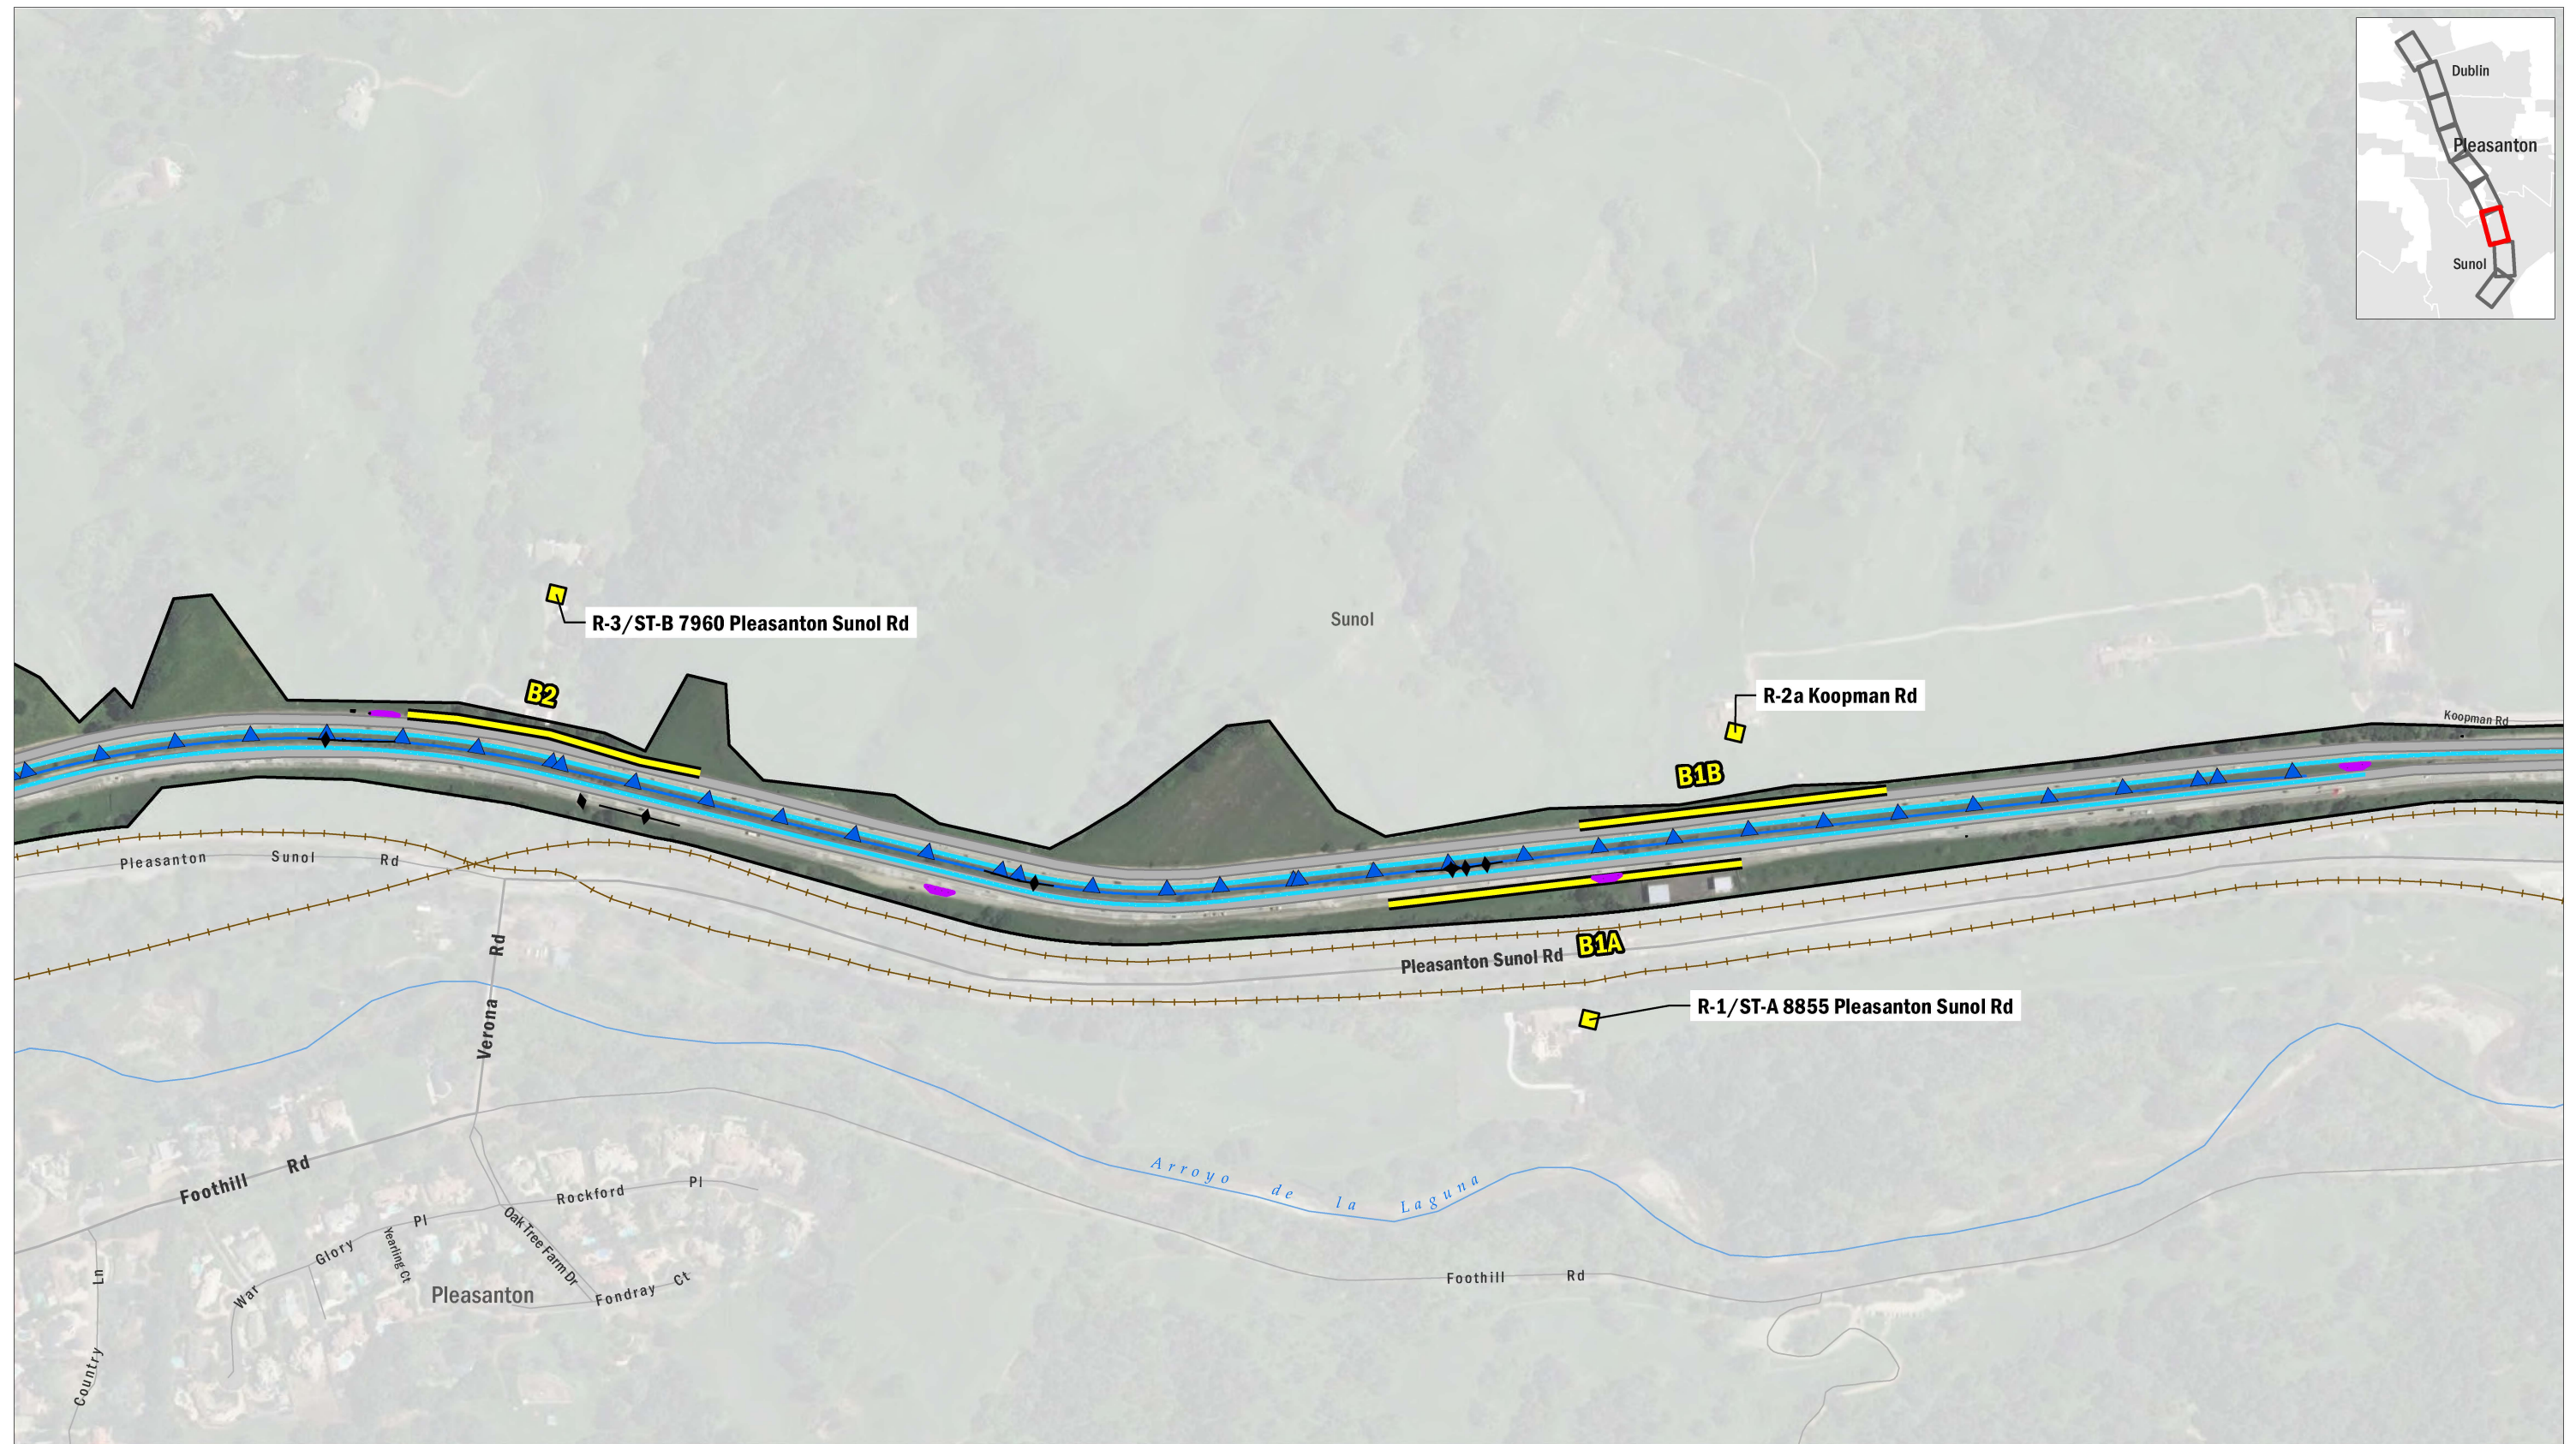 Dublin
Pleasanton
Sunol
R-3/ST-B 7960 Pleasanton Sunol Rd
Sunol
B2
R-2a Koopman Rd
Koopman Rd
B1B
Pleasanton Sunol Rd
B1A
Pleasanton Sunol Rd
R-1/ST-A 8855 Pleasanton Sunol Rd
Verona Rd
Arroyo de la Laguna
Foothill Rd
Rockford Pl
Oak Tree Farm Dr
War Glory Pl
Yearling Ct
Foothill Rd
Fondray Ct
Pleasanton
Country Ln